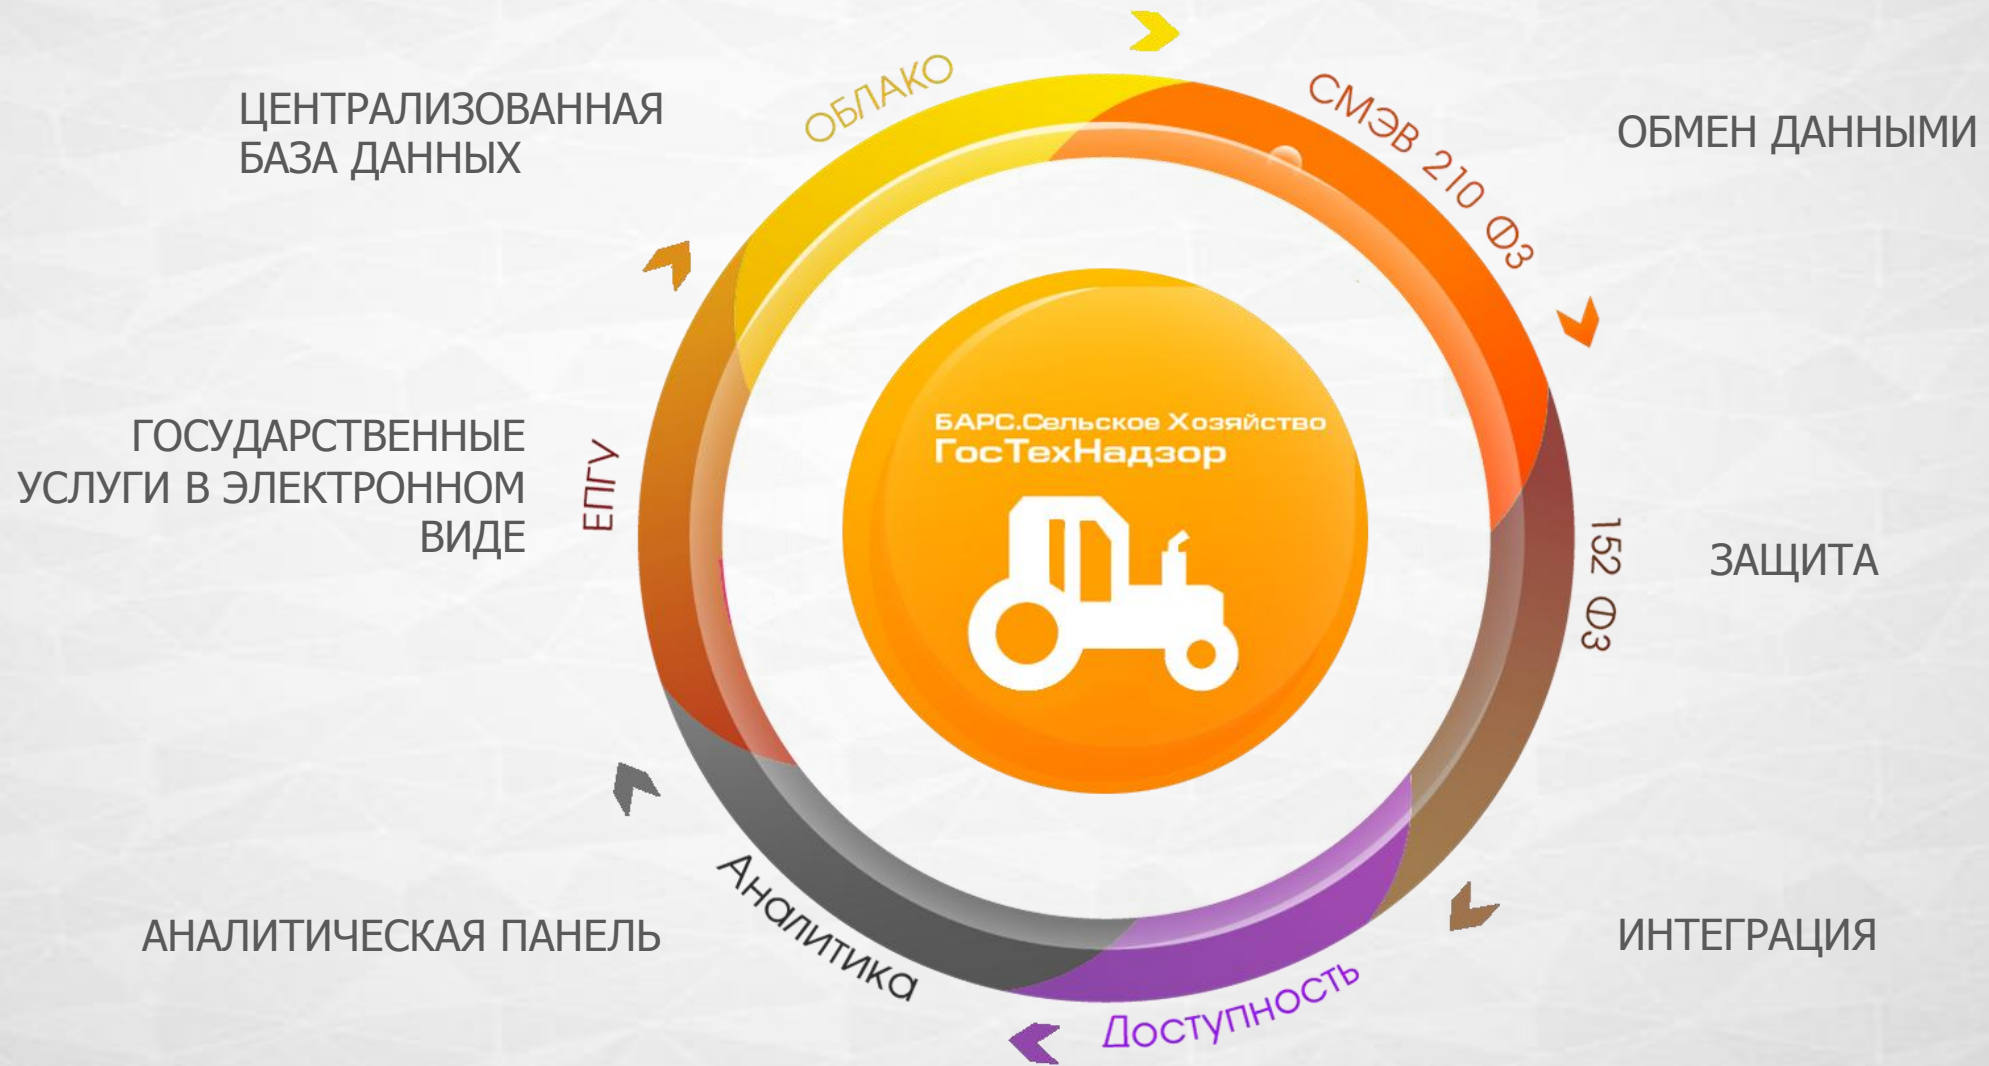 ОБЛАКО
СМЭВ 210 ФЗ
ЦЕНТРАЛИЗОВАННАЯ
БАЗА ДАННЫХ
ОБМЕН ДАННЫМИ
БАРС.Сельское Хозяйство
ГосТехНадзор
ГОСУДАРСТВЕННЫЕ
УСЛУГИ В ЭЛЕКТРОННОМ
ВИДЕ
ЕПГУ
152 ФЗ
ЗАЩИТА
АНАЛИТИЧЕСКАЯ ПАНЕЛЬ
Аналитика
Доступность
ИНТЕГРАЦИЯ